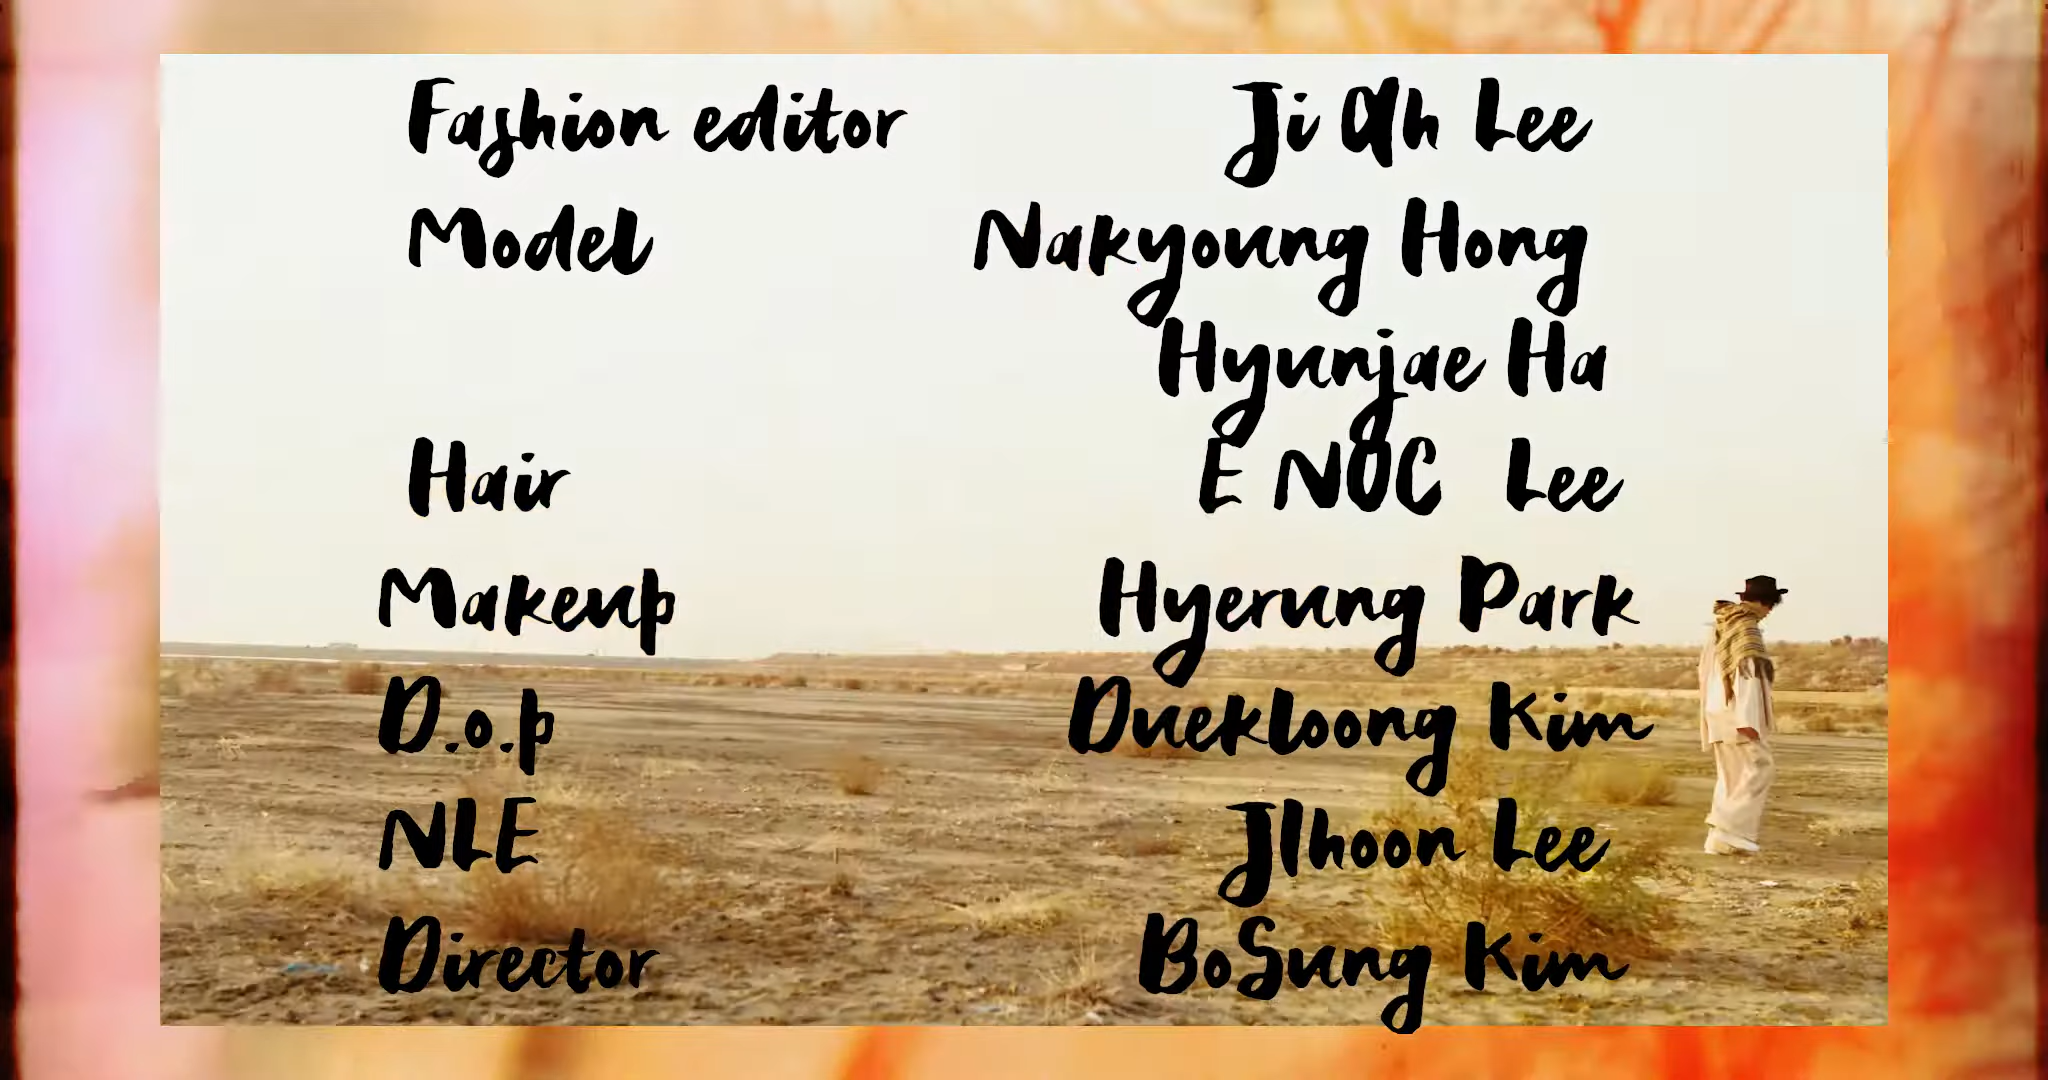 Fashion editor Ji Ah Lee
Model Nakyoung Hong
Hyunjae Ha
Hair E NOC Lee
Makeup Hyerung Park
D.o.p Duekloong Kim
NLE JIhoon Lee
Director BoSung Kim